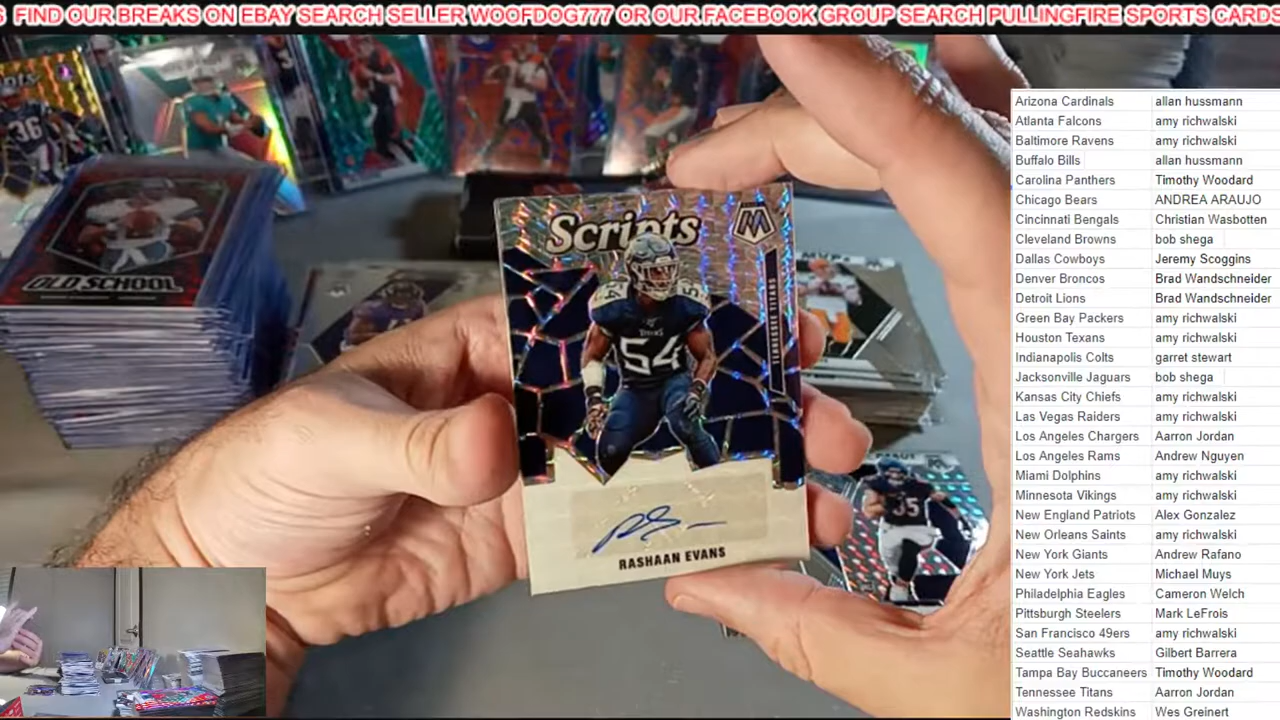 FIND OUR BREAKS ON EBAY SEARCH SELLER WOOFDOG777 OR OUR FACEBOOK GROUP SEARCH PULLINGFIRE SPORTS CARDS
Scripts
TENNESSEE TITANS
54
TITANS
RASHAAN EVANS
OLD SCHOOL
36
35
Arizona Cardinals allan hussmann
Atlanta Falcons amy richwalski
Baltimore Ravens amy richwalski
Buffalo Bills allan hussmann
Carolina Panthers Timothy Woodard
Chicago Bears ANDREA ARAUJO
Cincinnati Bengals Christian Wasbotten
Cleveland Browns bob shega
Dallas Cowboys Jeremy Scoggins
Denver Broncos Brad Wandschneider
Detroit Lions Brad Wandschneider
Green Bay Packers amy richwalski
Houston Texans amy richwalski
Indianapolis Colts garret stewart
Jacksonville Jaguars bob shega
Kansas City Chiefs amy richwalski
Las Vegas Raiders amy richwalski
Los Angeles Chargers Aarron Jordan
Los Angeles Rams Andrew Nguyen
Miami Dolphins amy richwalski
Minnesota Vikings amy richwalski
New England Patriots Alex Gonzalez
New Orleans Saints amy richwalski
New York Giants Andrew Rafano
New York Jets Michael Muys
Philadelphia Eagles Cameron Welch
Pittsburgh Steelers Mark LeFrois
San Francisco 49ers amy richwalski
Seattle Seahawks Gilbert Barrera
Tampa Bay Buccaneers Timothy Woodard
Tennessee Titans Aarron Jordan
Washington Redskins Wes Greinert